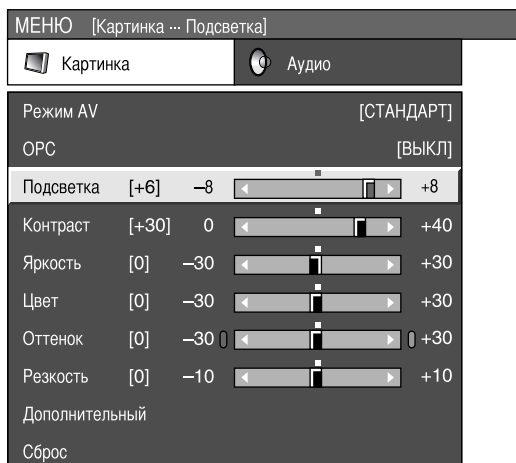 МЕНЮ [Картинка ··· Подсветка]
Картинка Аудио
Режим AV [СТАНДАРТ]
OPC [ВЫКЛ]
Подсветка [+6] –8 +8
Контраст [+30] 0 +40
Яркость [0] –30 +30
Цвет [0] –30 +30
Оттенок [0] –30 +30
Резкость [0] –10 +10
Дополнительный
Сброс